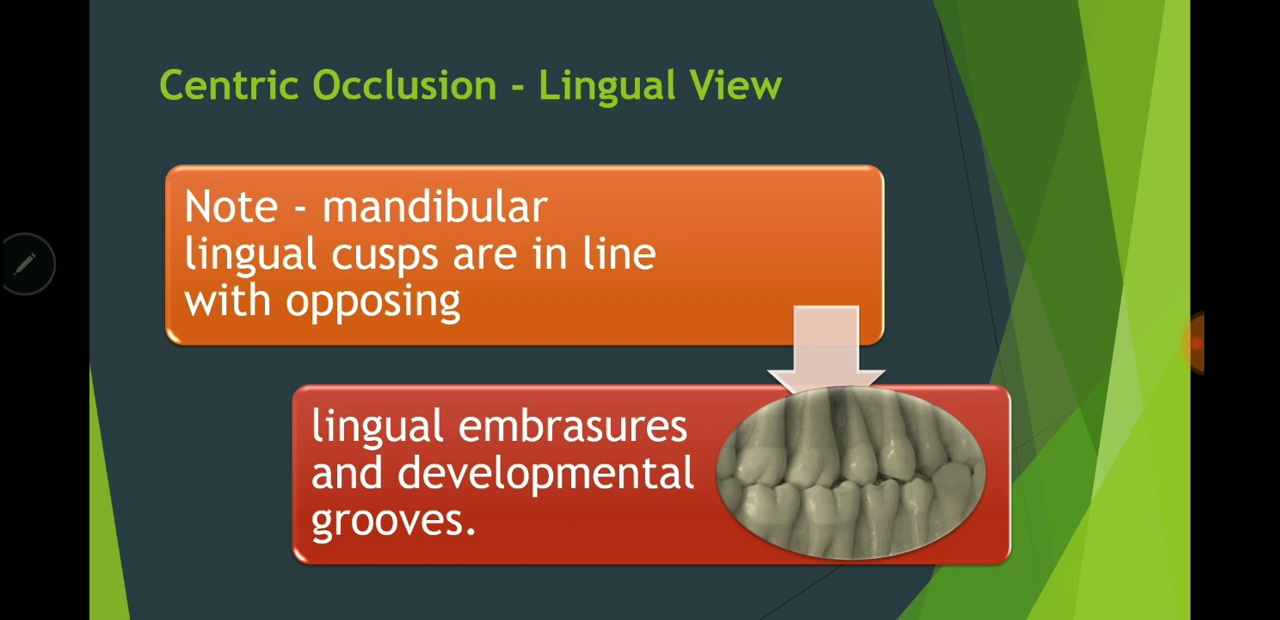 Centric Occlusion - Lingual View
Note - mandibular
lingual cusps are in line
with opposing
lingual embrasures
and developmental
grooves.